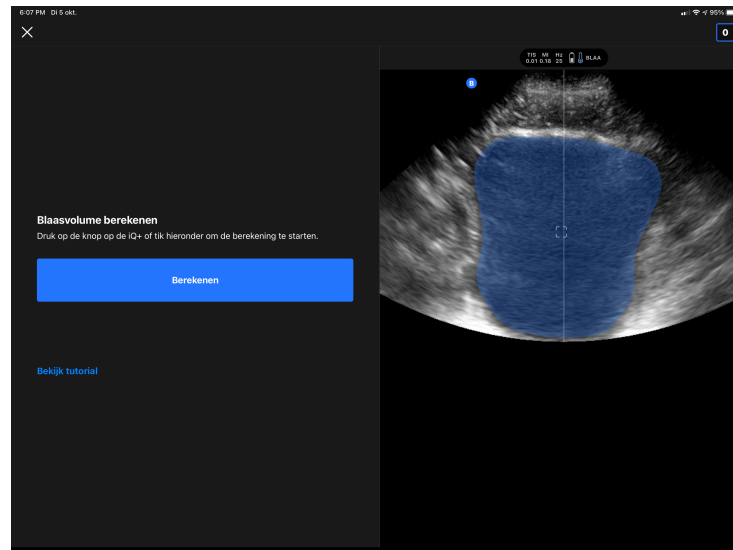 6:07 PM Di 5 okt.
95%
0
TIS MI Hz
0.01 0.18 25
BLAA
B
Blaasvolume berekenen
Druk op de knop op de iQ+ of tik hieronder om de berekening te starten.
Berekenen
Bekijk tutorial